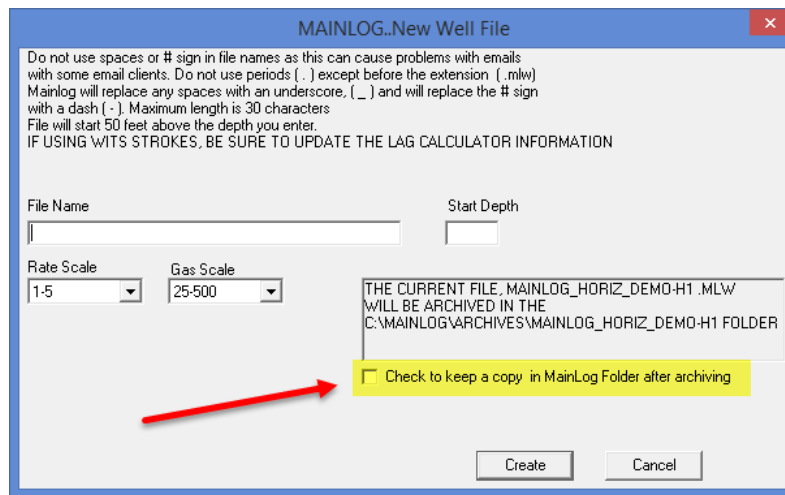 MAINLOG..New Well File
Do not use spaces or # sign in file names as this can cause problems with emails
with some email clients. Do not use periods ( . ) except before the extension ( .mlw)
Mainlog will replace any spaces with an underscore, ( _ ) and will replace the # sign
with a dash ( - ). Maximum length is 30 characters
File will start 50 feet above the depth you enter.
IF USING WITS STROKES, BE SURE TO UPDATE THE LAG CALCULATOR INFORMATION
File Name
Start Depth
Rate Scale
Gas Scale
1-5
25-500
THE CURRENT FILE, MAINLOG_HORIZ_DEMO-H1 .MLW
WILL BE ARCHIVED IN THE
C:\MAINLOG\ARCHIVES\MAINLOG_HORIZ_DEMO-H1 FOLDER
Check to keep a copy in MainLog Folder after archiving
Create
Cancel